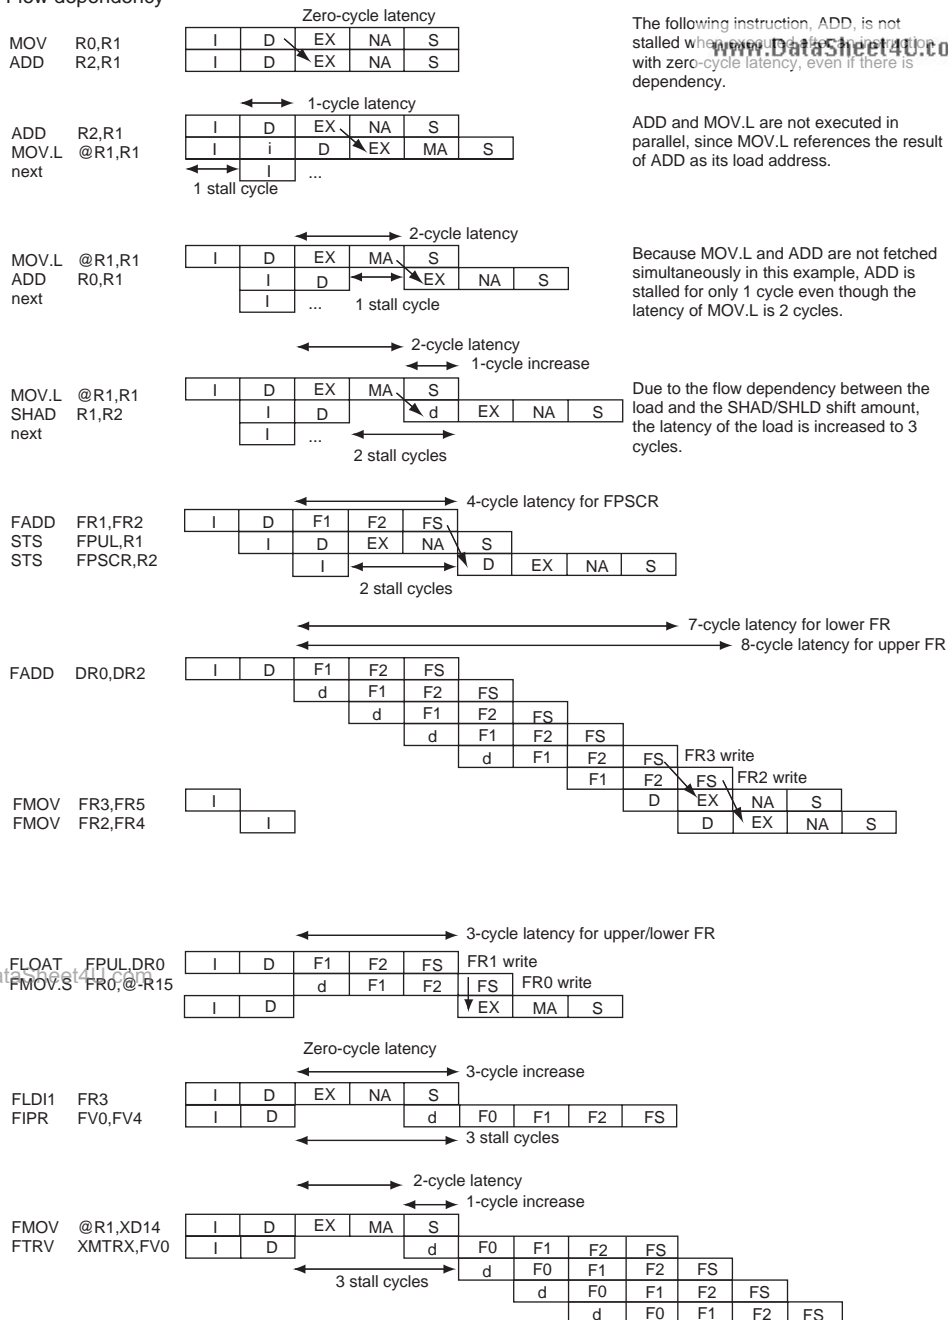 Flow dependency
Zero-cycle latency
MOV R0,R1 I D EX NA S
ADD R2,R1 I D EX NA S
The following instruction, ADD, is not
stalled when executed after an instruction
with zero-cycle latency, even if there is
dependency.
www.DataSheet4U.co
1-cycle latency
ADD R2,R1 I D EX NA S
MOV.L @R1,R1 I i D EX MA S
next I ...
1 stall cycle
ADD and MOV.L are not executed in
parallel, since MOV.L references the result
of ADD as its load address.
2-cycle latency
MOV.L @R1,R1 I D EX MA S
ADD R0,R1 I D EX NA S
next I ... 1 stall cycle
Because MOV.L and ADD are not fetched
simultaneously in this example, ADD is
stalled for only 1 cycle even though the
latency of MOV.L is 2 cycles.
2-cycle latency
1-cycle increase
MOV.L @R1,R1 I D EX MA S
SHAD R1,R2 I D d EX NA S
next I ...
2 stall cycles
Due to the flow dependency between the
load and the SHAD/SHLD shift amount,
the latency of the load is increased to 3
cycles.
4-cycle latency for FPSCR
FADD FR1,FR2 I D F1 F2 FS
STS FPUL,R1 I D EX NA S
STS FPSCR,R2 I D EX NA S
2 stall cycles
7-cycle latency for lower FR
8-cycle latency for upper FR
FADD DR0,DR2 I D F1 F2 FS
d F1 F2 FS
d F1 F2 FS
d F1 F2 FS
d F1 F2 FS FR3 write
F1 F2 FS FR2 write
FMOV FR3,FR5 I D EX NA S
FMOV FR2,FR4 I D EX NA S
3-cycle latency for upper/lower FR
FLOAT FPUL,DR0 I D F1 F2 FS FR1 write
ataSheet4U.com
FMOV.S FR0,@-R15 d F1 F2 FS FR0 write
I D EX MA S
Zero-cycle latency
3-cycle increase
FLDI1 FR3 I D EX NA S
FIPR FV0,FV4 I D d F0 F1 F2 FS
3 stall cycles
2-cycle latency
1-cycle increase
FMOV @R1,XD14 I D EX MA S
FTRV XMTRX,FV0 I D d F0 F1 F2 FS
3 stall cycles d F0 F1 F2 FS
d F0 F1 F2 FS
d F0 F1 F2 FS